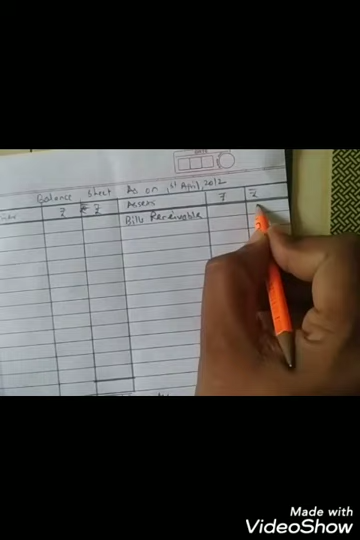 Balance Sheet As on 1st April, 2012
₹ ₹ Assets ₹ ₹
Bills Receivable
Made with
VideoShow